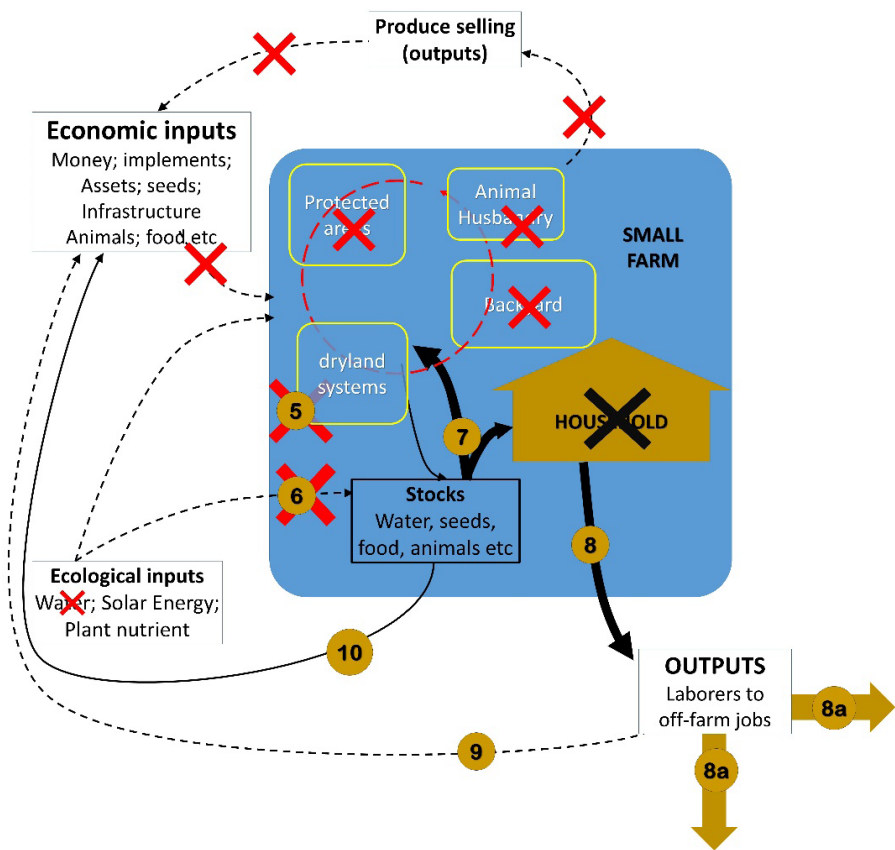 Produce selling
(outputs)
Economic inputs
Money; implements;
Assets; seeds;
Infrastructure
Animals; food etc
Protected
areas
Animal
Husbandry
SMALL
FARM
Backyard
dryland
systems
5
7
HOUSEHOLD
6
Stocks
Water, seeds,
food, animals etc
8
Ecological inputs
Water; Solar Energy;
Plant nutrient
10
OUTPUTS
Laborers to
off-farm jobs
8a
9
8a